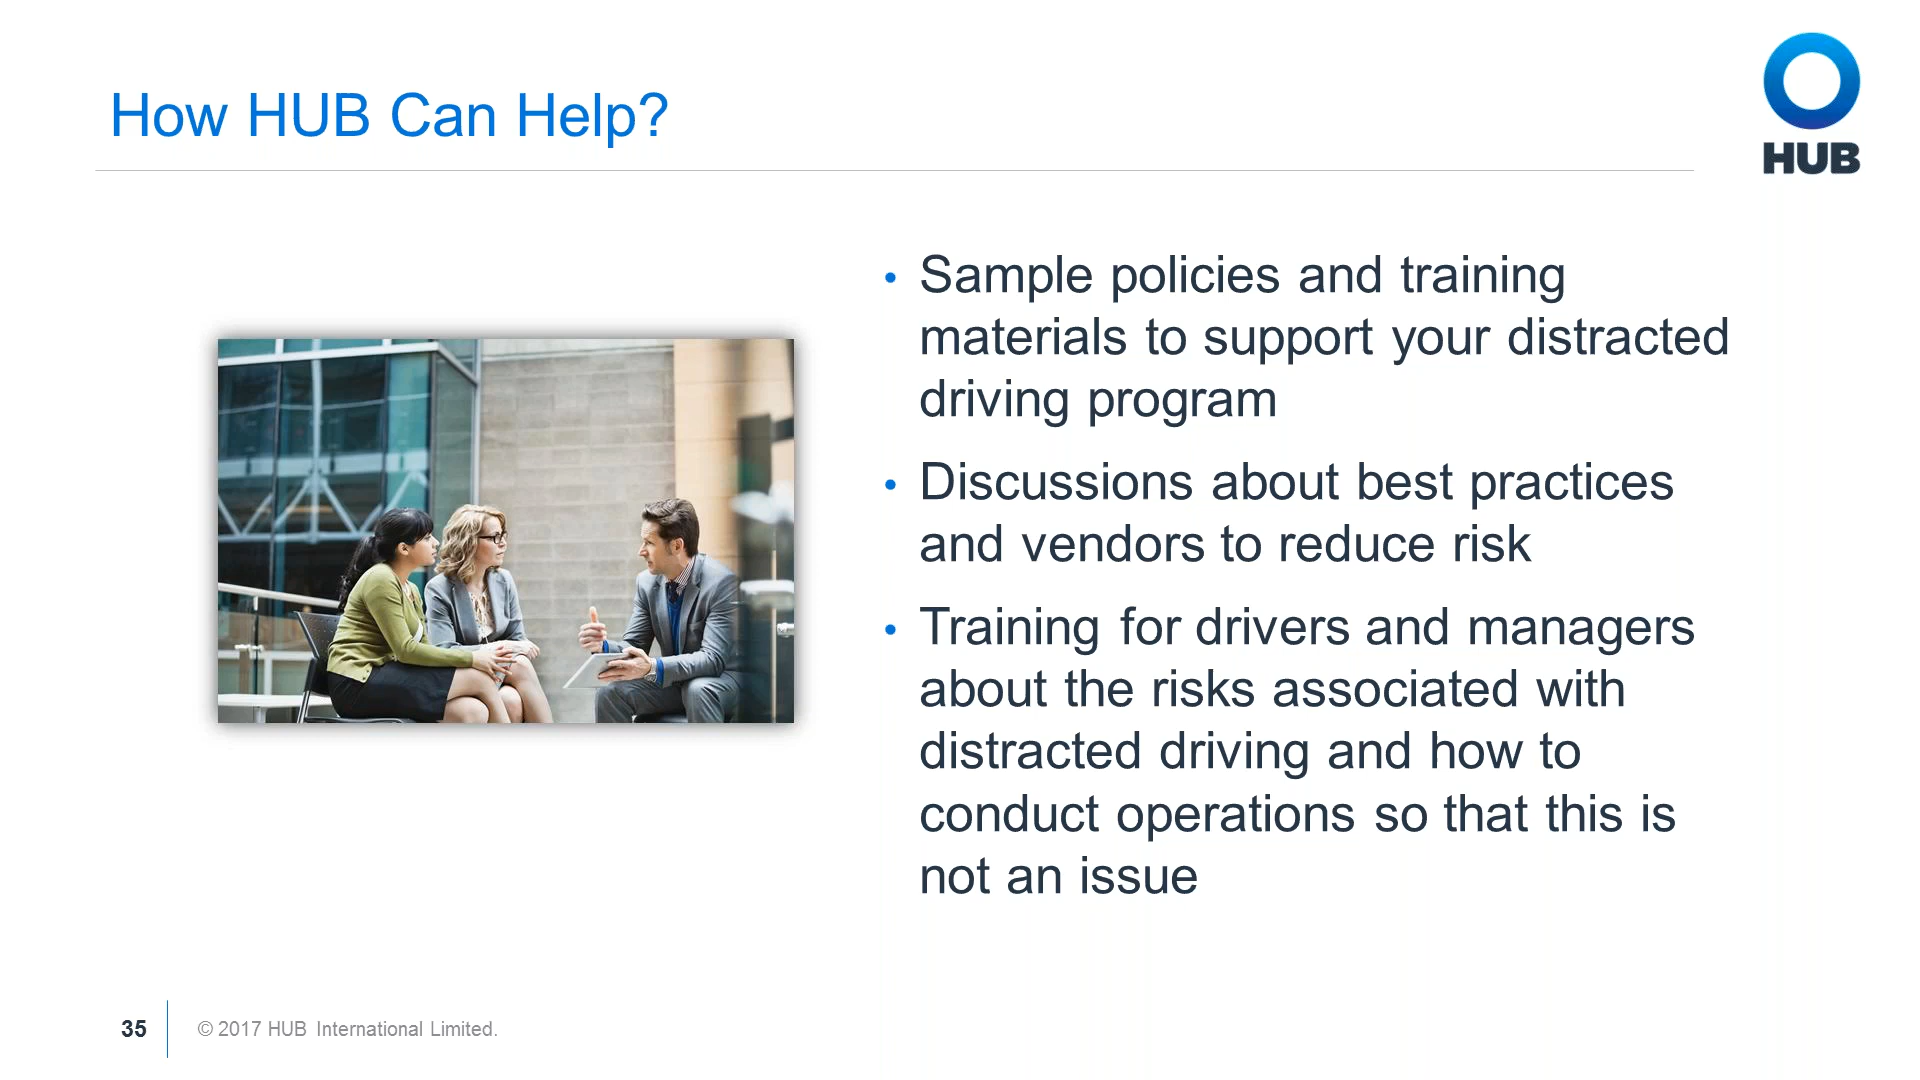 How HUB Can Help?
HUB
• Sample policies and training
materials to support your distracted
driving program
• Discussions about best practices
and vendors to reduce risk
• Training for drivers and managers
about the risks associated with
distracted driving and how to
conduct operations so that this is
not an issue
35
© 2017 HUB International Limited.